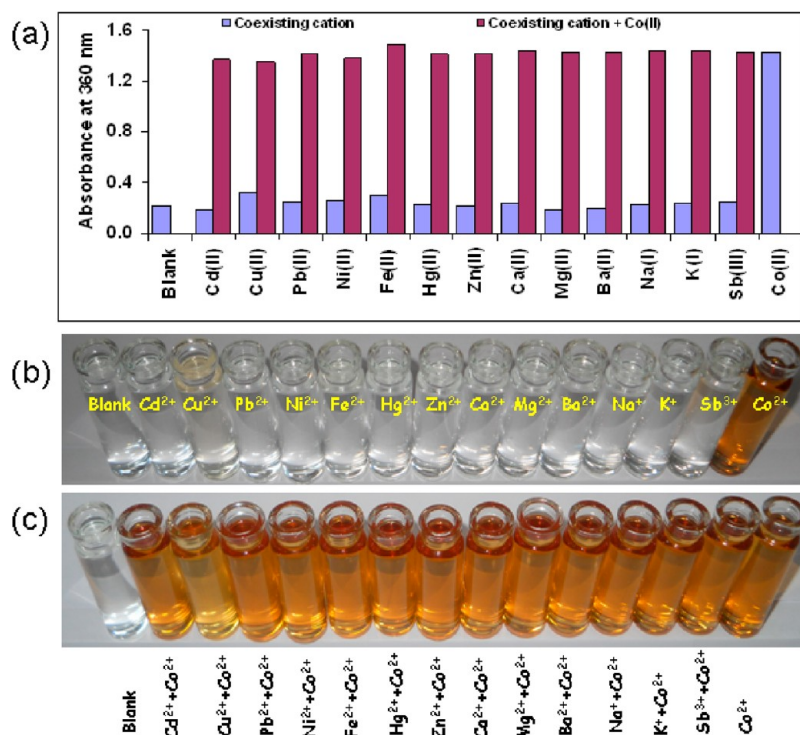 (a)
Coexisting cation
Coexisting cation + Co(II)
Absorbance at 360 nm
1.6
1.2
0.8
0.4
0.0
Blank
Cd(II)
Cu(II)
Pb(II)
Ni(II)
Fe(II)
Hg(II)
Zn(II)
Ca(II)
Mg(II)
Ba(II)
Na(I)
K(I)
Sb(III)
Co(II)
(b)
Blank Cd²⁺ Cu²⁺ Pb²⁺ Ni²⁺ Fe²⁺ Hg²⁺ Zn²⁺ Ca²⁺ Mg²⁺ Ba²⁺ Na⁺ K⁺ Sb³⁺ Co²⁺
(c)
Blank
Cd²⁺+Co²⁺
Cu²⁺+Co²⁺
Pb²⁺+Co²⁺
Ni²⁺+Co²⁺
Fe²⁺+Co²⁺
Hg²⁺+Co²⁺
Zn²⁺+Co²⁺
Ca²⁺+Co²⁺
Mg²⁺+Co²⁺
Ba²⁺+Co²⁺
Na⁺+Co²⁺
K⁺+Co²⁺
Sb³⁺+Co²⁺
Co²⁺